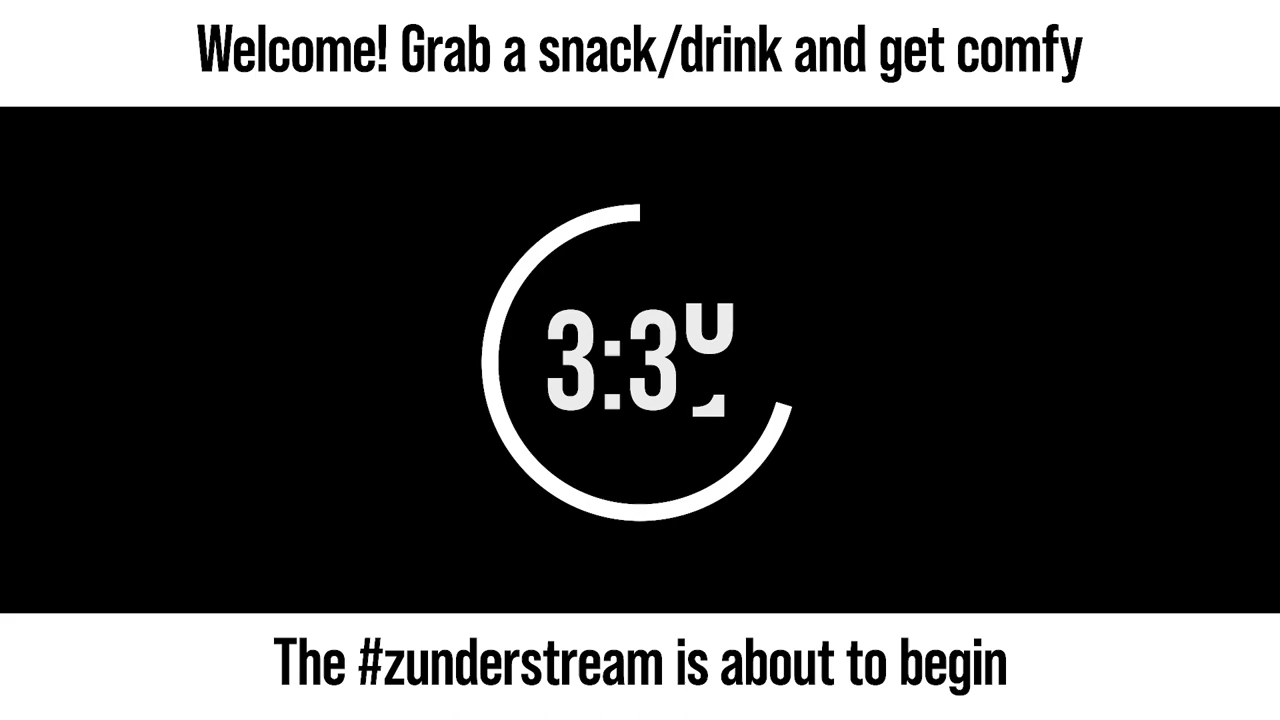 Welcome! Grab a snack/drink and get comfy
3:3
The #zunderstream is about to begin